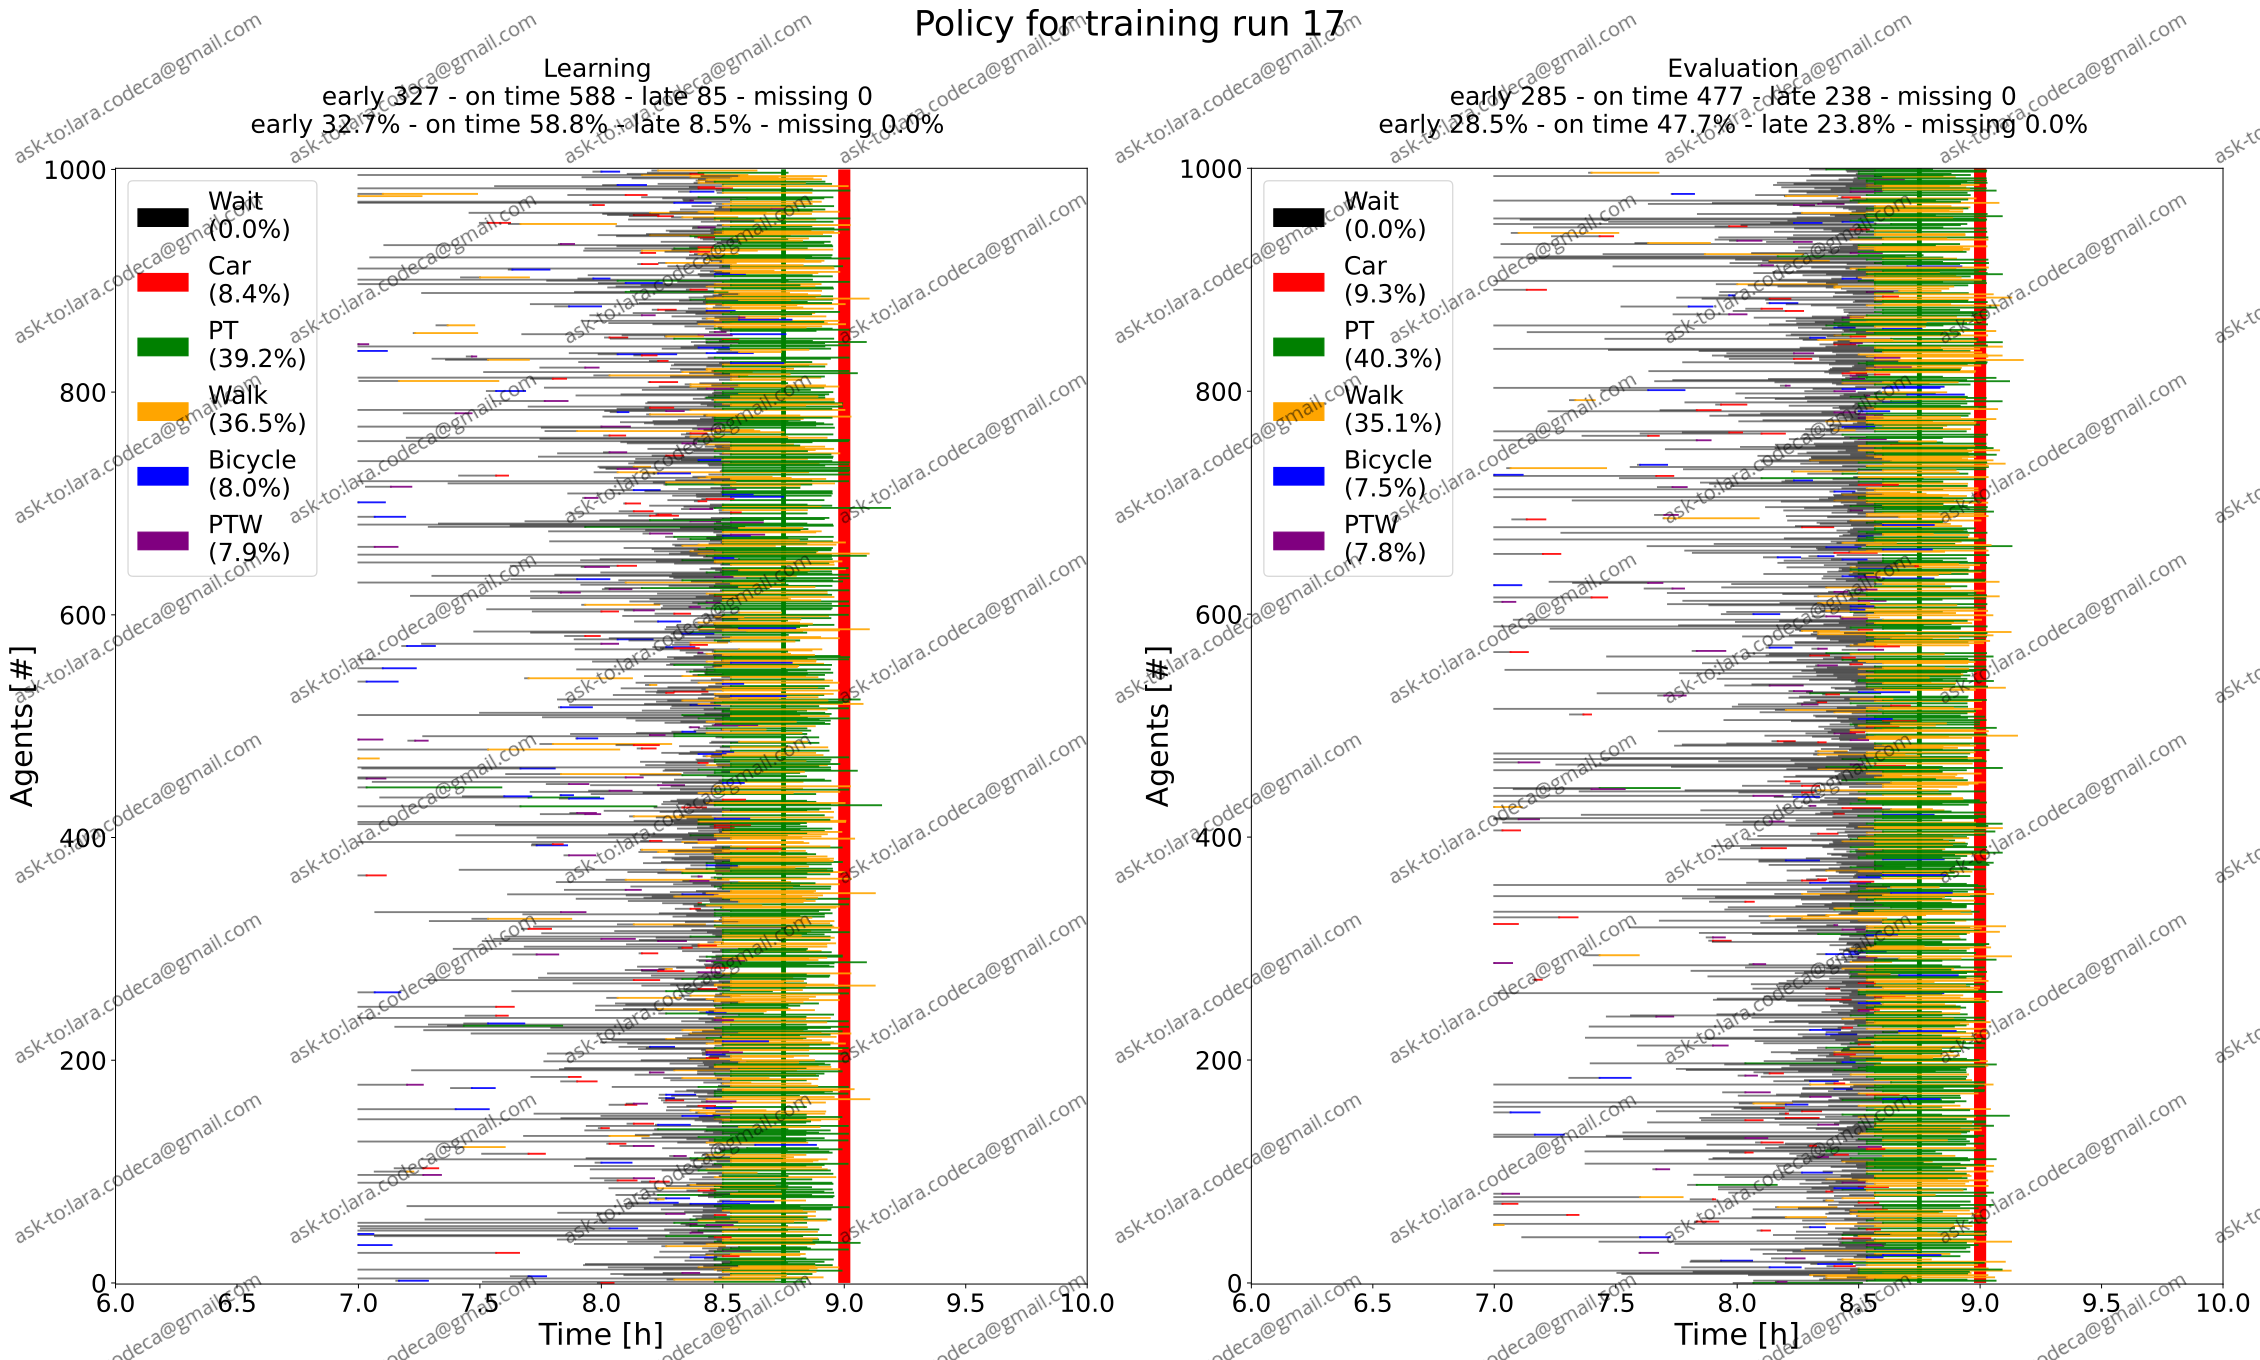 Policy for training run 17
Learning
early 327 - on time 588 - late 85 - missing 0
early 32.7% - on time 58.8% - late 8.5% - missing 0.0%
1000
800
600
400
200
0
Agents [#]
Wait
(0.0%)
Car
(8.4%)
PT
(39.2%)
Walk
(36.5%)
Bicycle
(8.0%)
PTW
(7.9%)
6.0 6.5 7.0 7.5 8.0 8.5 9.0 9.5 10.0
Time [h]
Evaluation
early 285 - on time 477 - late 238 - missing 0
early 28.5% - on time 47.7% - late 23.8% - missing 0.0%
1000
800
600
400
200
0
Agents [#]
Wait
(0.0%)
Car
(9.3%)
PT
(40.3%)
Walk
(35.1%)
Bicycle
(7.5%)
PTW
(7.8%)
6.0 6.5 7.0 7.5 8.0 8.5 9.0 9.5 10.0
Time [h]
ask-to:lara.codeca@gmail.com